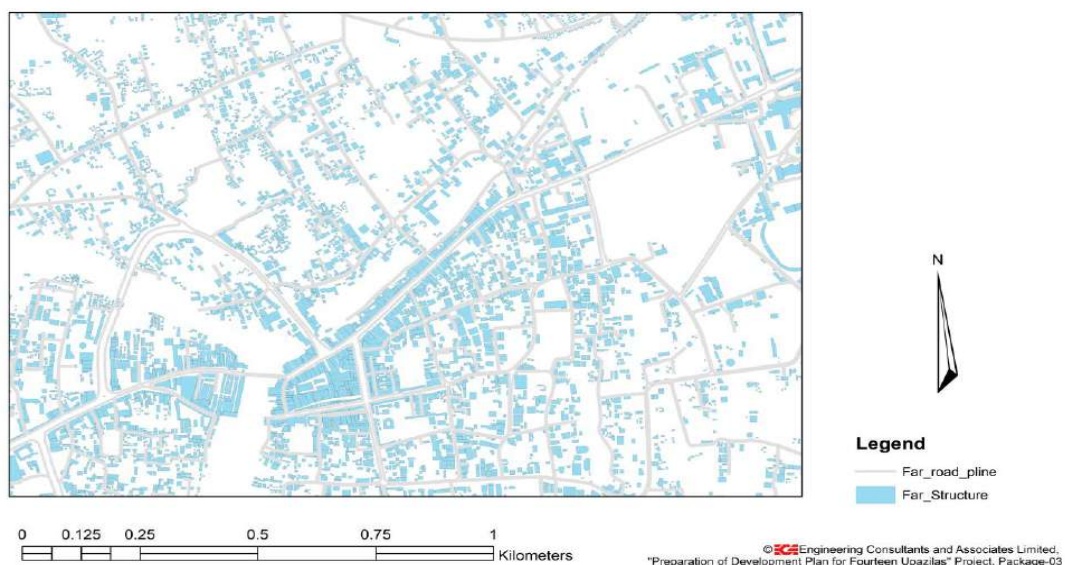 N
Legend
Far_road_pline
Far_Structure
0 0.125 0.25 0.5 0.75 1
Kilometers
© Engineering Consultants and Associates Limited,
"Preparation of Development Plan for Fourteen Upazilas" Project, Package-03